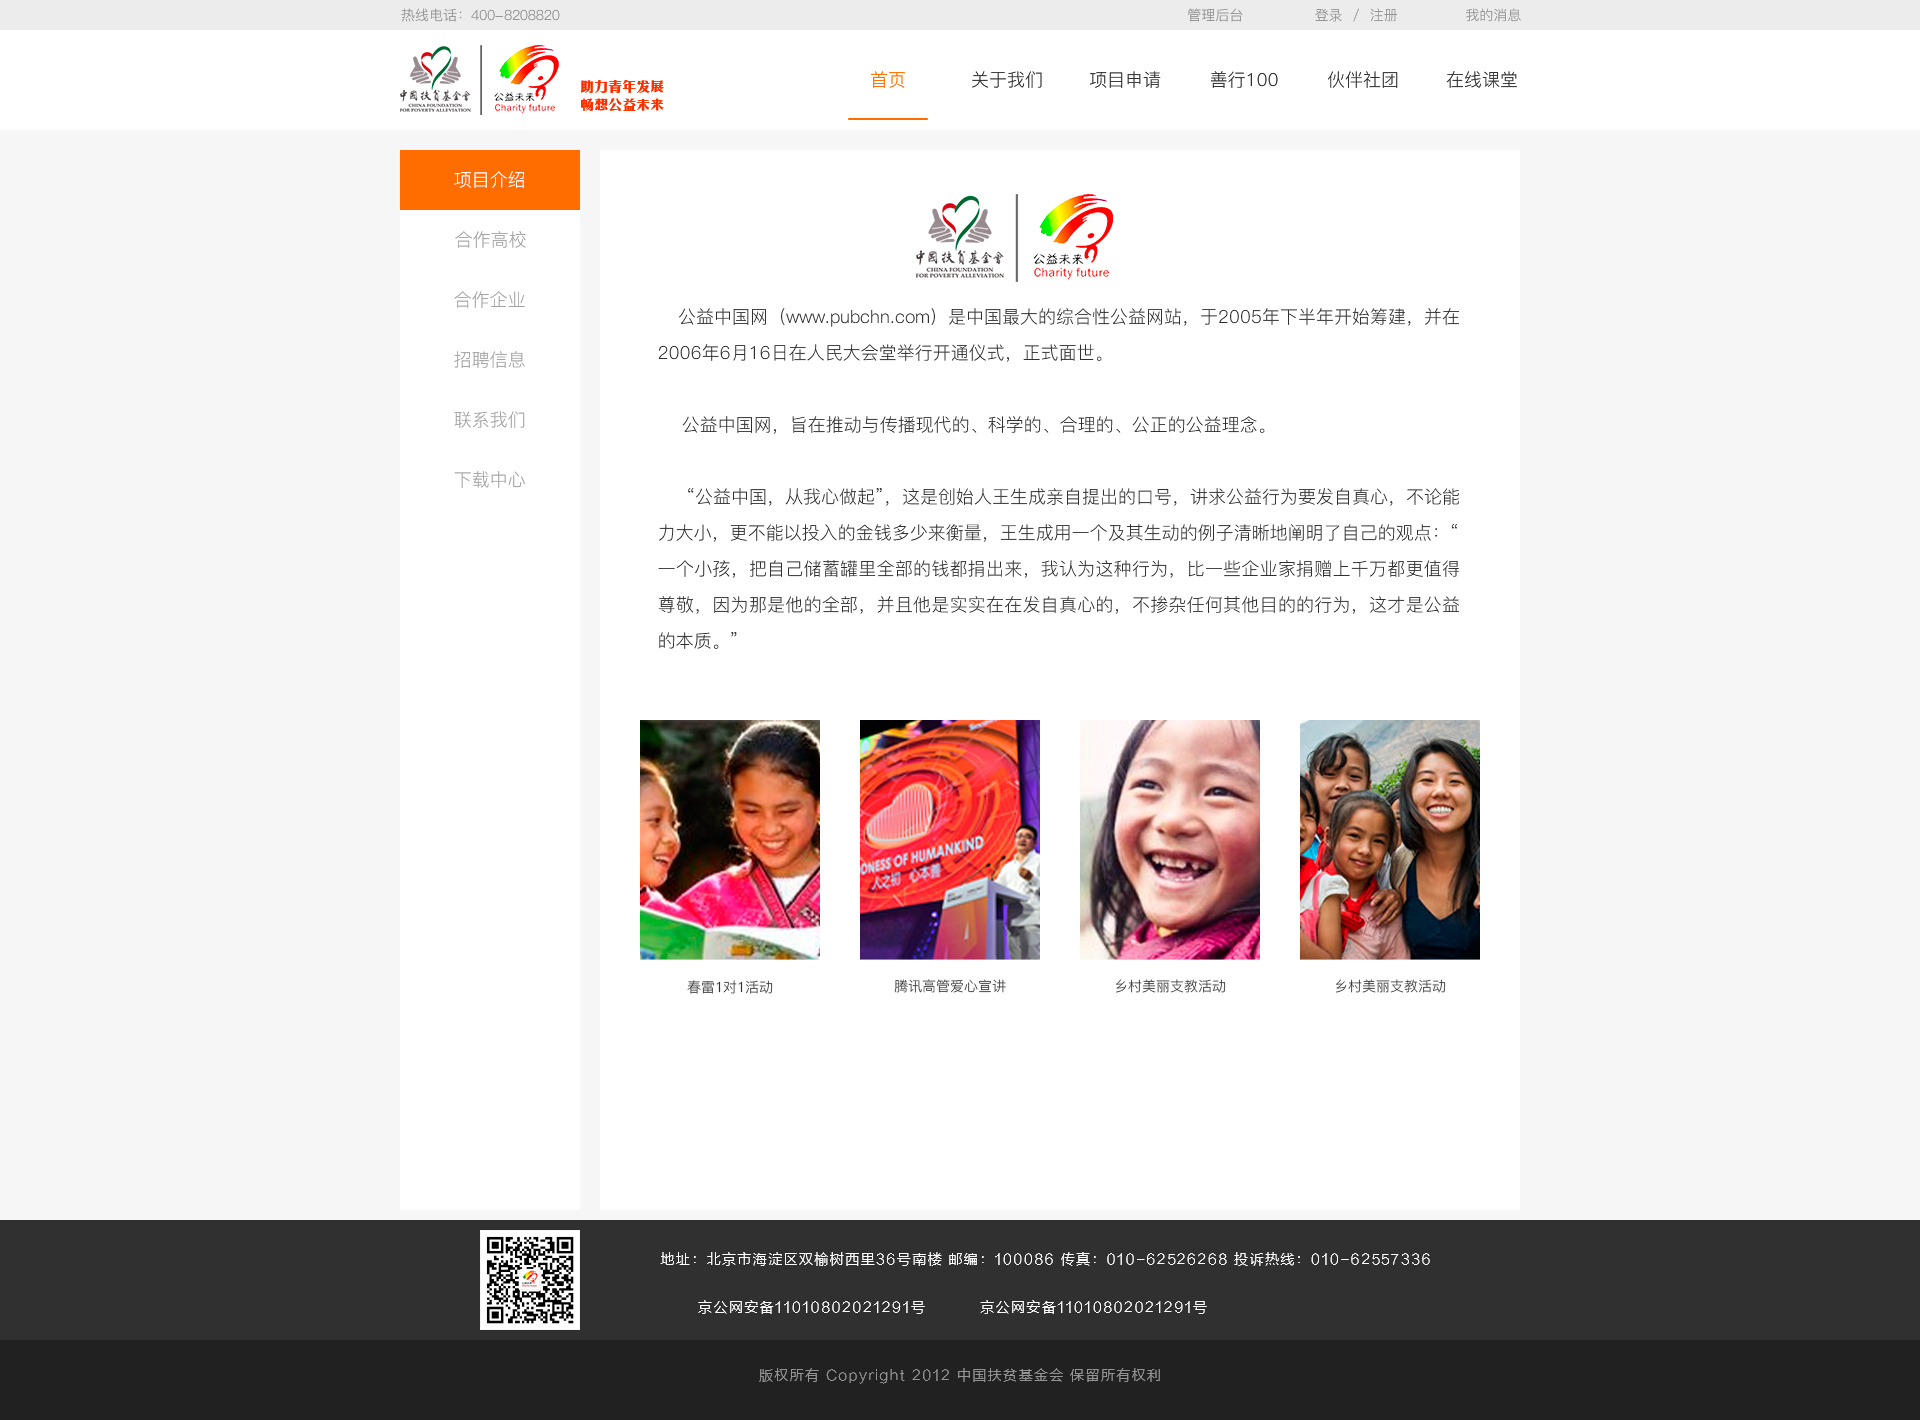 热线电话：400-8208820
管理后台
登录 / 注册
我的消息
中国扶贫基金会
CHINA FOUNDATION
FOR POVERTY ALLEVIATION
公益未来
Charity future
助力青年发展
畅想公益未来
首页
关于我们
项目申请
善行100
伙伴社团
在线课堂
项目介绍
合作高校
合作企业
招聘信息
联系我们
下载中心
中国扶贫基金会
CHINA FOUNDATION
FOR POVERTY ALLEVIATION
公益未来
Charity future
公益中国网（www.pubchn.com）是中国最大的综合性公益网站，于2005年下半年开始筹建，并在
2006年6月16日在人民大会堂举行开通仪式，正式面世。
公益中国网，旨在推动与传播现代的、科学的、合理的、公正的公益理念。
“公益中国，从我心做起”，这是创始人王生成亲自提出的口号，讲求公益行为要发自真心，不论能
力大小，更不能以投入的金钱多少来衡量，王生成用一个及其生动的例子清晰地阐明了自己的观点：“
一个小孩，把自己储蓄罐里全部的钱都捐出来，我认为这种行为，比一些企业家捐赠上千万都更值得
尊敬，因为那是他的全部，并且他是实实在在发自真心的，不掺杂任何其他目的的行为，这才是公益
的本质。”
ONESS OF HUMANKIND
人之初 心本善
春雷1对1活动
腾讯高管爱心宣讲
乡村美丽支教活动
乡村美丽支教活动
地址：北京市海淀区双榆树西里36号南楼 邮编：100086 传真：010-62526268 投诉热线：010-62557336
京公网安备11010802021291号
京公网安备11010802021291号
版权所有 Copyright 2012 中国扶贫基金会 保留所有权利